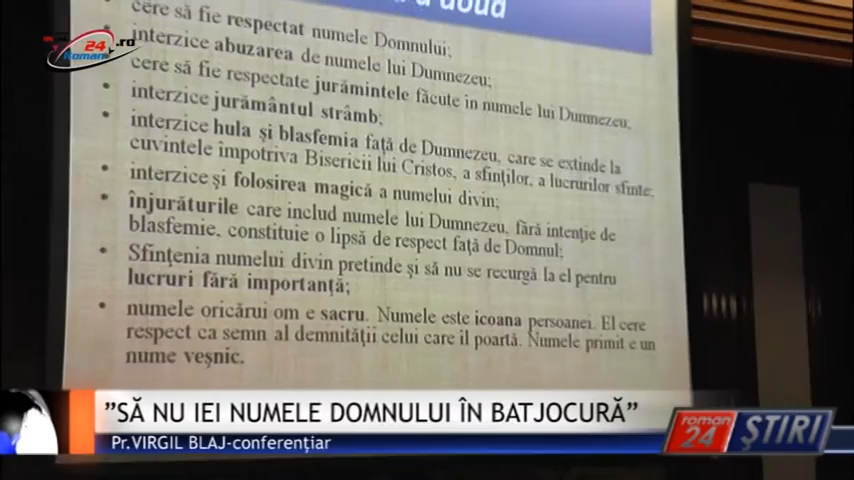 a doua
cere să fie respectat numele Domnului;
interzice abuzarea de numele lui Dumnezeu;
cere să fie respectate jurămintele făcute în numele lui Dumnezeu;
interzice jurământul strâmb;
interzice hula şi blasfemia faţă de Dumnezeu, care se extinde la
cuvintele împotriva Bisericii lui Cristos, a sfinţilor, a lucrurilor sfinte;
interzice şi folosirea magică a numelui divin;
înjurăturile care includ numele lui Dumnezeu, fără intenţie de
blasfemie, constituie o lipsă de respect faţă de Domnul;
Sfinţenia numelui divin pretinde şi să nu se recurgă la el pentru
lucruri fără importanţă;
numele oricărui om e sacru. Numele este icoana persoanei. El cere
respect ca semn al demnităţii celui care îl poartă. Numele primit e un
nume veşnic.
24
Roman .ro
"SĂ NU IEI NUMELE DOMNULUI ÎN BATJOCURĂ"
Pr.VIRGIL BLAJ-conferenţiar
roman
24
ŞTIRI